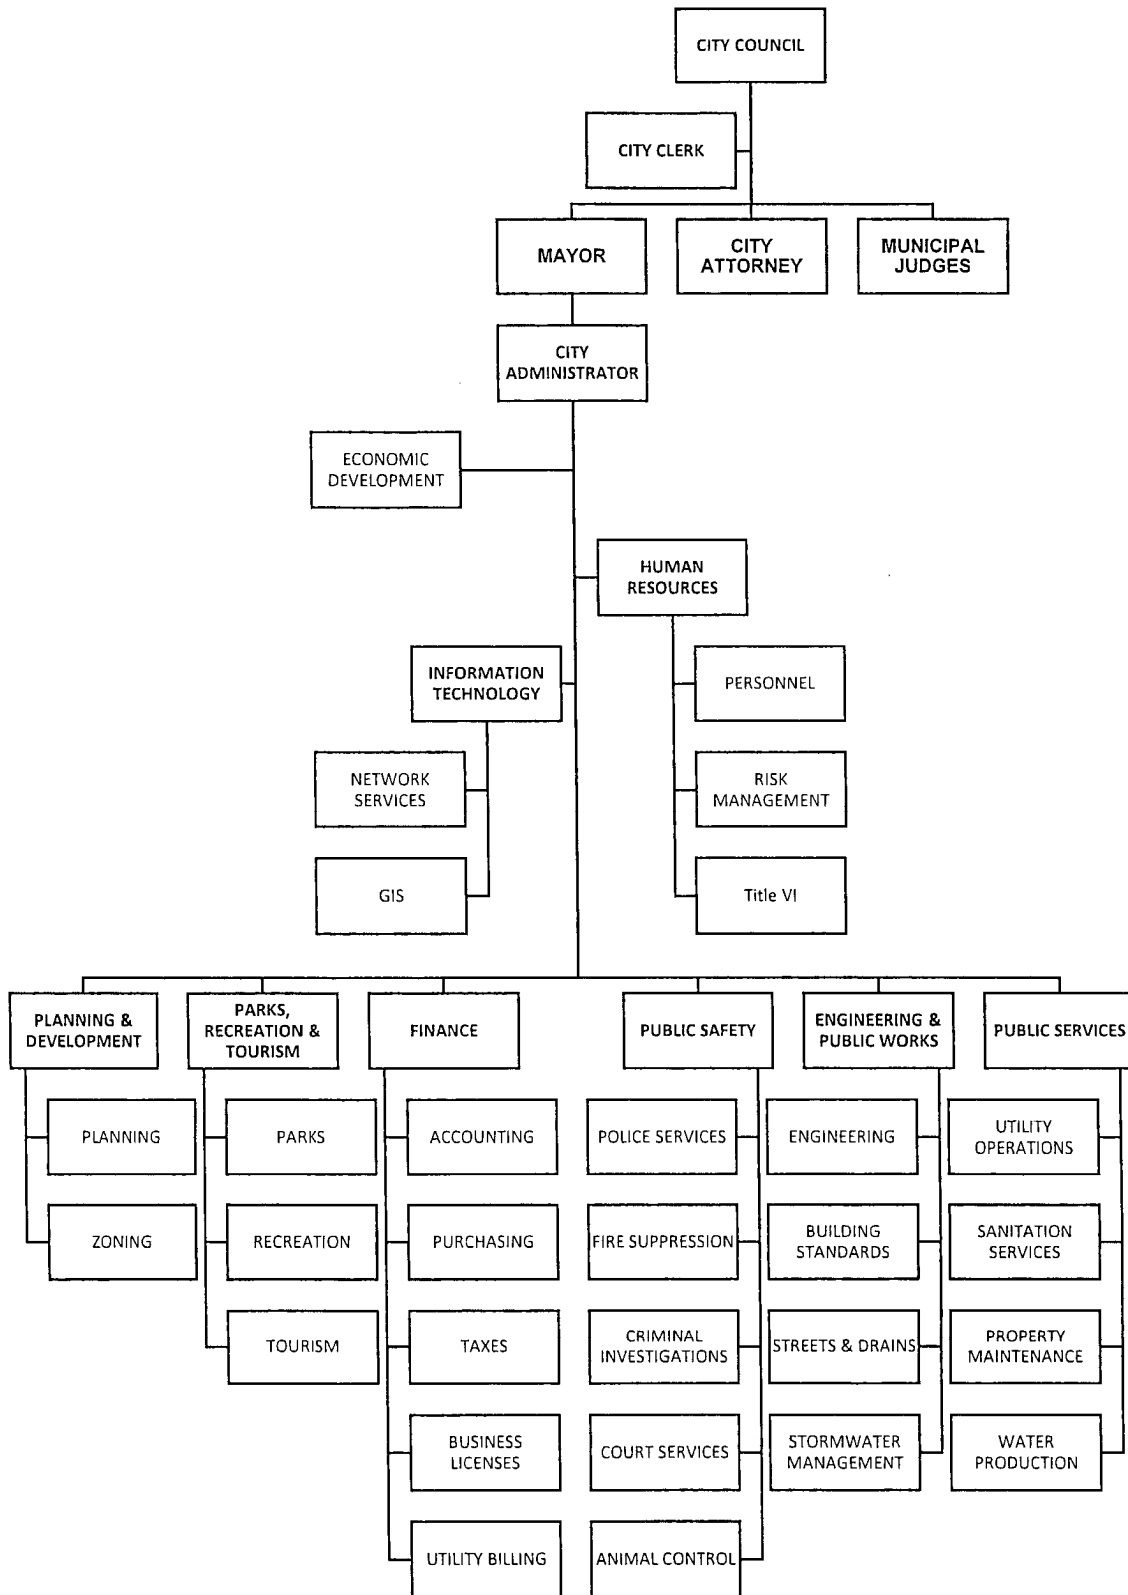 CITY COUNCIL
CITY CLERK
MAYOR
CITY
ATTORNEY
MUNICIPAL
JUDGES
CITY
ADMINISTRATOR
ECONOMIC
DEVELOPMENT
HUMAN
RESOURCES
INFORMATION
TECHNOLOGY
PERSONNEL
NETWORK
SERVICES
RISK
MANAGEMENT
GIS
Title VI
PLANNING &
DEVELOPMENT
PARKS,
RECREATION &
TOURISM
FINANCE
PUBLIC SAFETY
ENGINEERING &
PUBLIC WORKS
PUBLIC SERVICES
PLANNING
PARKS
ACCOUNTING
POLICE SERVICES
ENGINEERING
UTILITY
OPERATIONS
ZONING
RECREATION
PURCHASING
FIRE SUPPRESSION
BUILDING
STANDARDS
SANITATION
SERVICES
TOURISM
TAXES
CRIMINAL
INVESTIGATIONS
STREETS & DRAINS
PROPERTY
MAINTENANCE
BUSINESS
LICENSES
COURT SERVICES
STORMWATER
MANAGEMENT
WATER
PRODUCTION
UTILITY BILLING
ANIMAL CONTROL